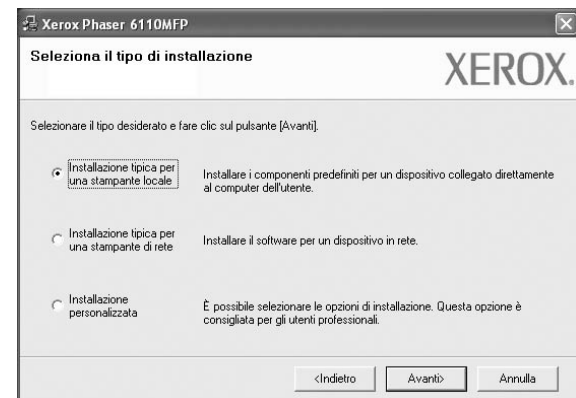 Xerox Phaser 6110MFP
Seleziona il tipo di installazione
XEROX.
Selezionare il tipo desiderato e fare clic sul pulsante [Avanti].
Installazione tipica per
una stampante locale
Installare i componenti predefiniti per un dispositivo collegato direttamente
al computer dell'utente.
Installazione tipica per
una stampante di rete
Installare il software per un dispositivo in rete.
Installazione
personalizzata
È possibile selezionare le opzioni di installazione. Questa opzione è
consigliata per gli utenti professionali.
<Indietro
Avanti>
Annulla